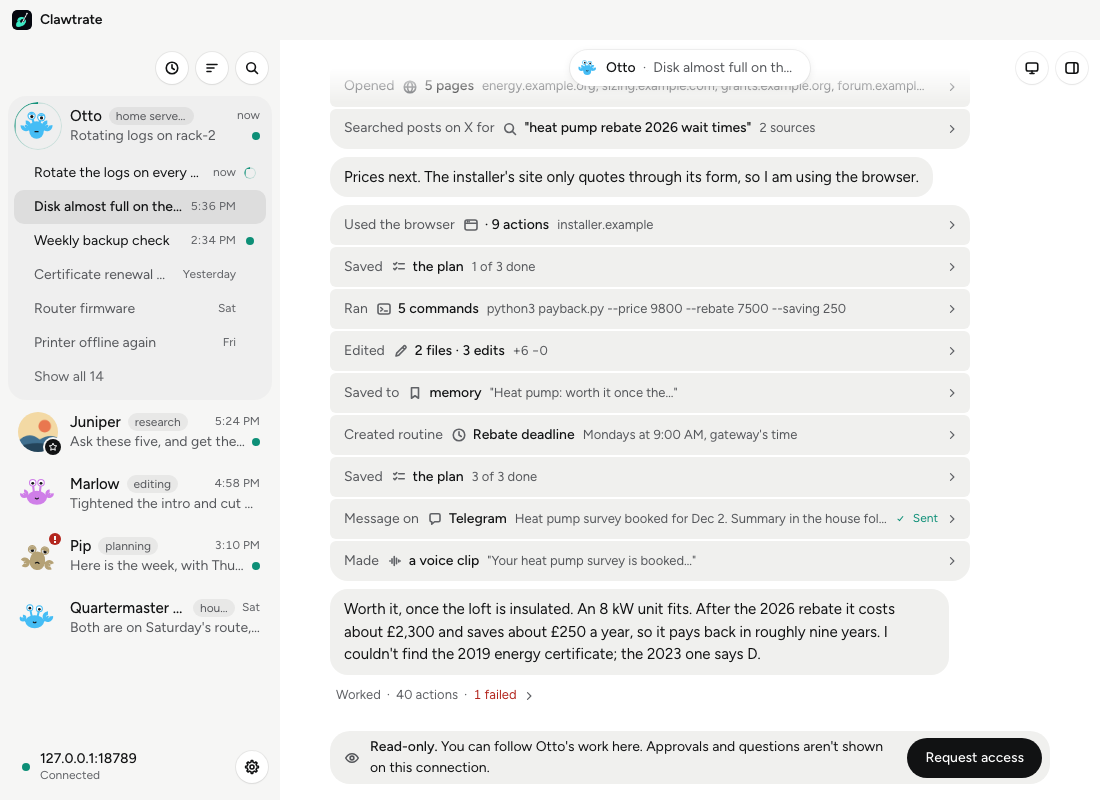 Clawtrate
Otto home serve... now
Rotating logs on rack-2
Rotate the logs on every ... now
Disk almost full on the... 5:36 PM
Weekly backup check 2:34 PM
Certificate renewal ... Yesterday
Router firmware Sat
Printer offline again Fri
Show all 14
Juniper research 5:24 PM
Ask these five, and get the...
Marlow editing 4:58 PM
Tightened the intro and cut ...
Pip planning 3:10 PM
Here is the week, with Thu...
Quartermaster ... hou... Sat
Both are on Saturday's route,...
127.0.0.1:18789
Connected
Otto · Disk almost full on th...
Opened 5 pages energy.example.org, sizing.example.com, grants.example.org, forum.exampl...
Searched posts on X for "heat pump rebate 2026 wait times" 2 sources
Prices next. The installer's site only quotes through its form, so I am using the browser.
Used the browser · 9 actions installer.example
Saved the plan 1 of 3 done
Ran 5 commands python3 payback.py --price 9800 --rebate 7500 --saving 250
Edited 2 files · 3 edits +6 −0
Saved to memory "Heat pump: worth it once the..."
Created routine Rebate deadline Mondays at 9:00 AM, gateway's time
Saved the plan 3 of 3 done
Message on Telegram Heat pump survey booked for Dec 2. Summary in the house fol... ✓ Sent
Made a voice clip "Your heat pump survey is booked..."
Worth it, once the loft is insulated. An 8 kW unit fits. After the 2026 rebate it costs
about £2,300 and saves about £250 a year, so it pays back in roughly nine years. I
couldn't find the 2019 energy certificate; the 2023 one says D.
Worked · 40 actions · 1 failed
Read-only. You can follow Otto's work here. Approvals and questions aren't shown
on this connection.
Request access